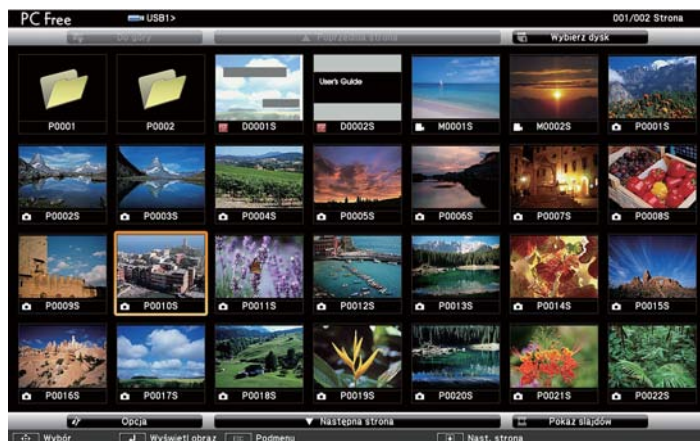 PC Free USB1> 001/002 Strona
Do góry Poprzednia strona Wybierz dysk
User's Guide
P0001 P0002 D0001S D0002S M0001S M0002S P0001S
P0002S P0003S P0004S P0005S P0006S P0007S P0008S
P0009S P0010S P0011S P0012S P0013S P0014S P0015S
P0016S P0017S P0018S P0019S P0020S P0021S P0022S
Opcja Następna strona Pokaz slajdów
Wybór Wyświetl obraz ESC Podmenu Nast. strona